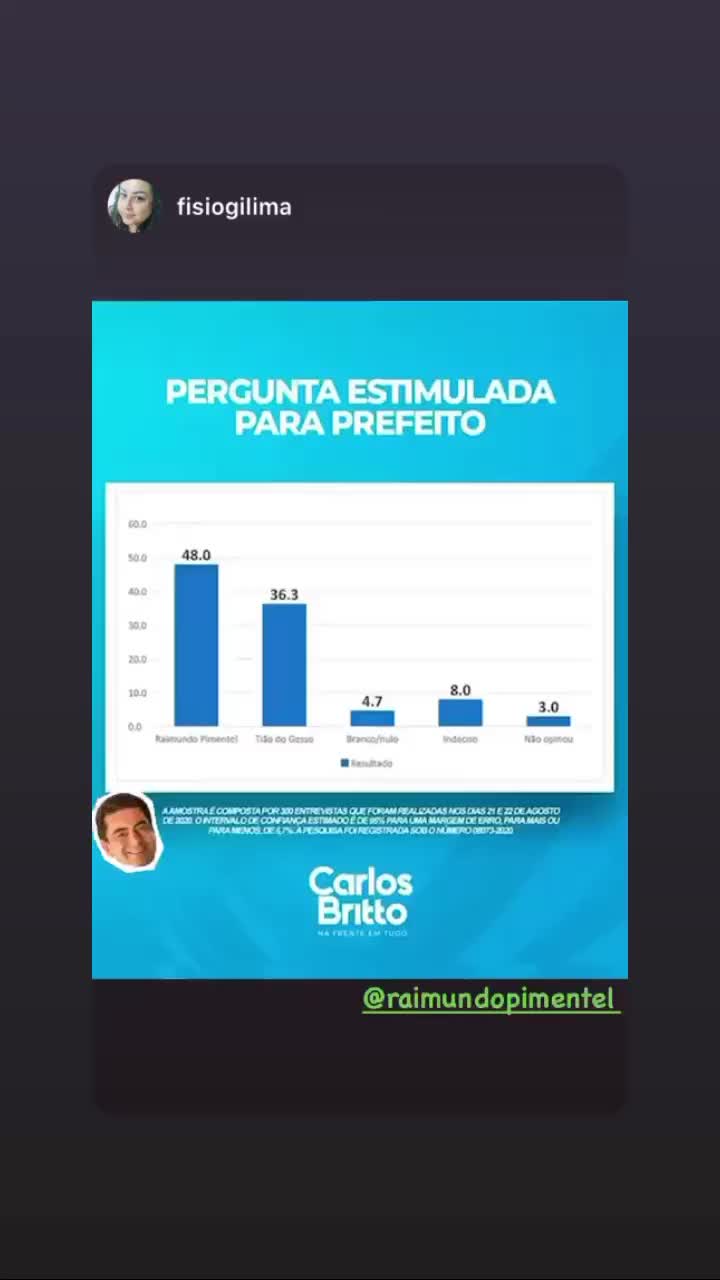 fisiogilima
PERGUNTA ESTIMULADA
PARA PREFEITO
60.0
50.0
40.0
30.0
20.0
10.0
0.0
48.0
36.3
4.7
8.0
3.0
Raimundo Pimentel
Tião do Gesso
Branco/nulo
Indeciso
Não opinou
Resultado
A AMOSTRA É COMPOSTA POR 300 ENTREVISTAS QUE FORAM REALIZADAS NOS DIAS 21 E 22 DE AGOSTO
DE 2020. O INTERVALO DE CONFIANÇA ESTIMADO É DE 95% PARA UMA MARGEM DE ERRO, PARA MAIS OU
PARA MENOS, DE 5,7%. A PESQUISA FOI REGISTRADA SOB O NÚMERO 08073-2020.
Carlos
Britto
NA FRENTE EM TUDO
@raimundopimentel